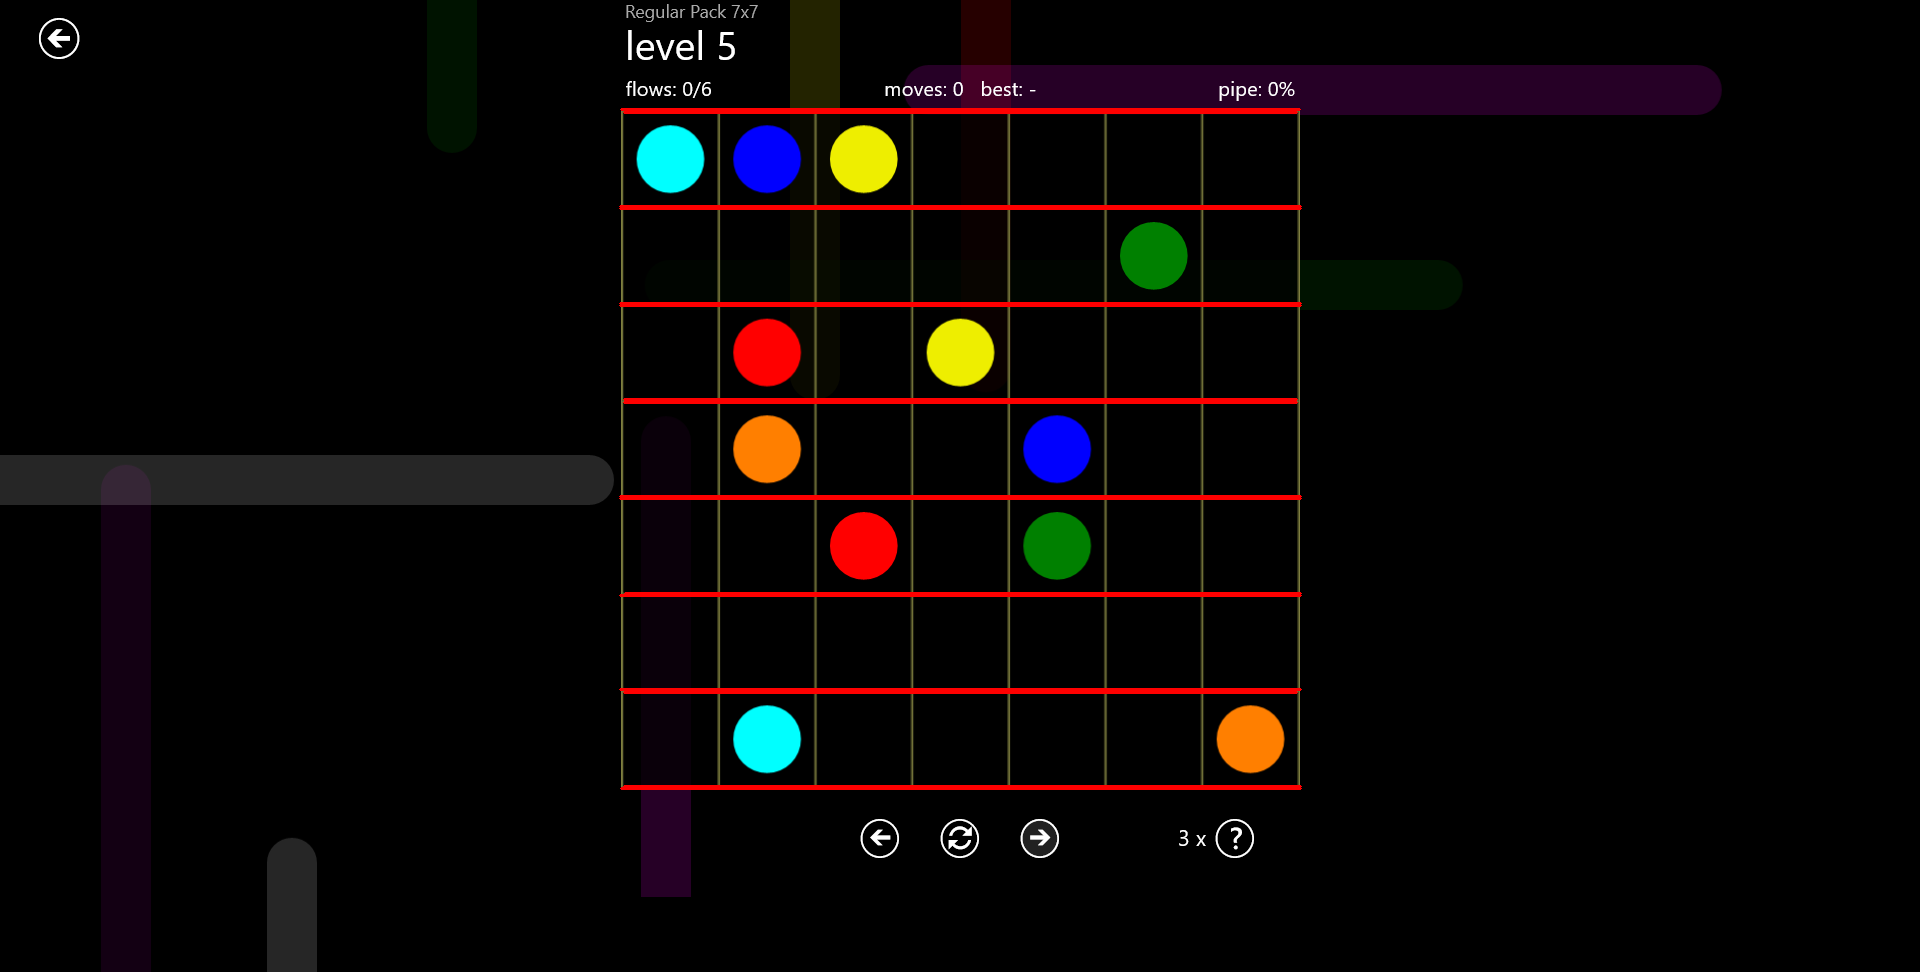 Regular Pack 7x7
level 5
flows: 0/6 moves: 0 best: - pipe: 0%
3 x ?